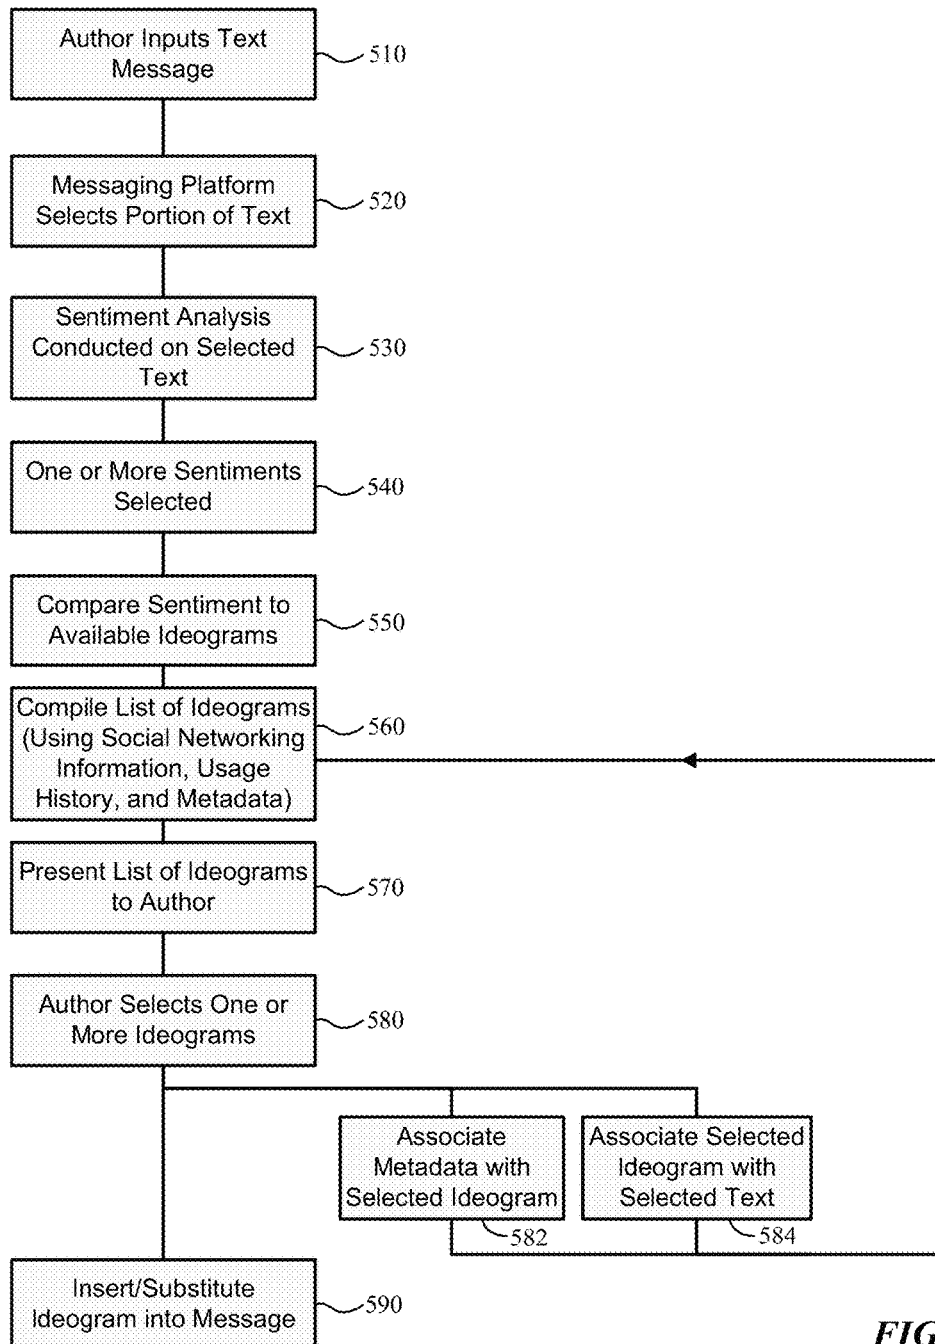 Author Inputs Text
Message
510
Messaging Platform
Selects Portion of Text
520
Sentiment Analysis
Conducted on Selected
Text
530
One or More Sentiments
Selected
540
Compare Sentiment to
Available Ideograms
550
Compile List of Ideograms
(Using Social Networking
Information, Usage
History, and Metadata)
560
Present List of Ideograms
to Author
570
Author Selects One or
More Ideograms
580
Associate
Metadata with
Selected Ideogram
582
Associate Selected
Ideogram with
Selected Text
584
Insert/Substitute
Ideogram into Message
590
FIG